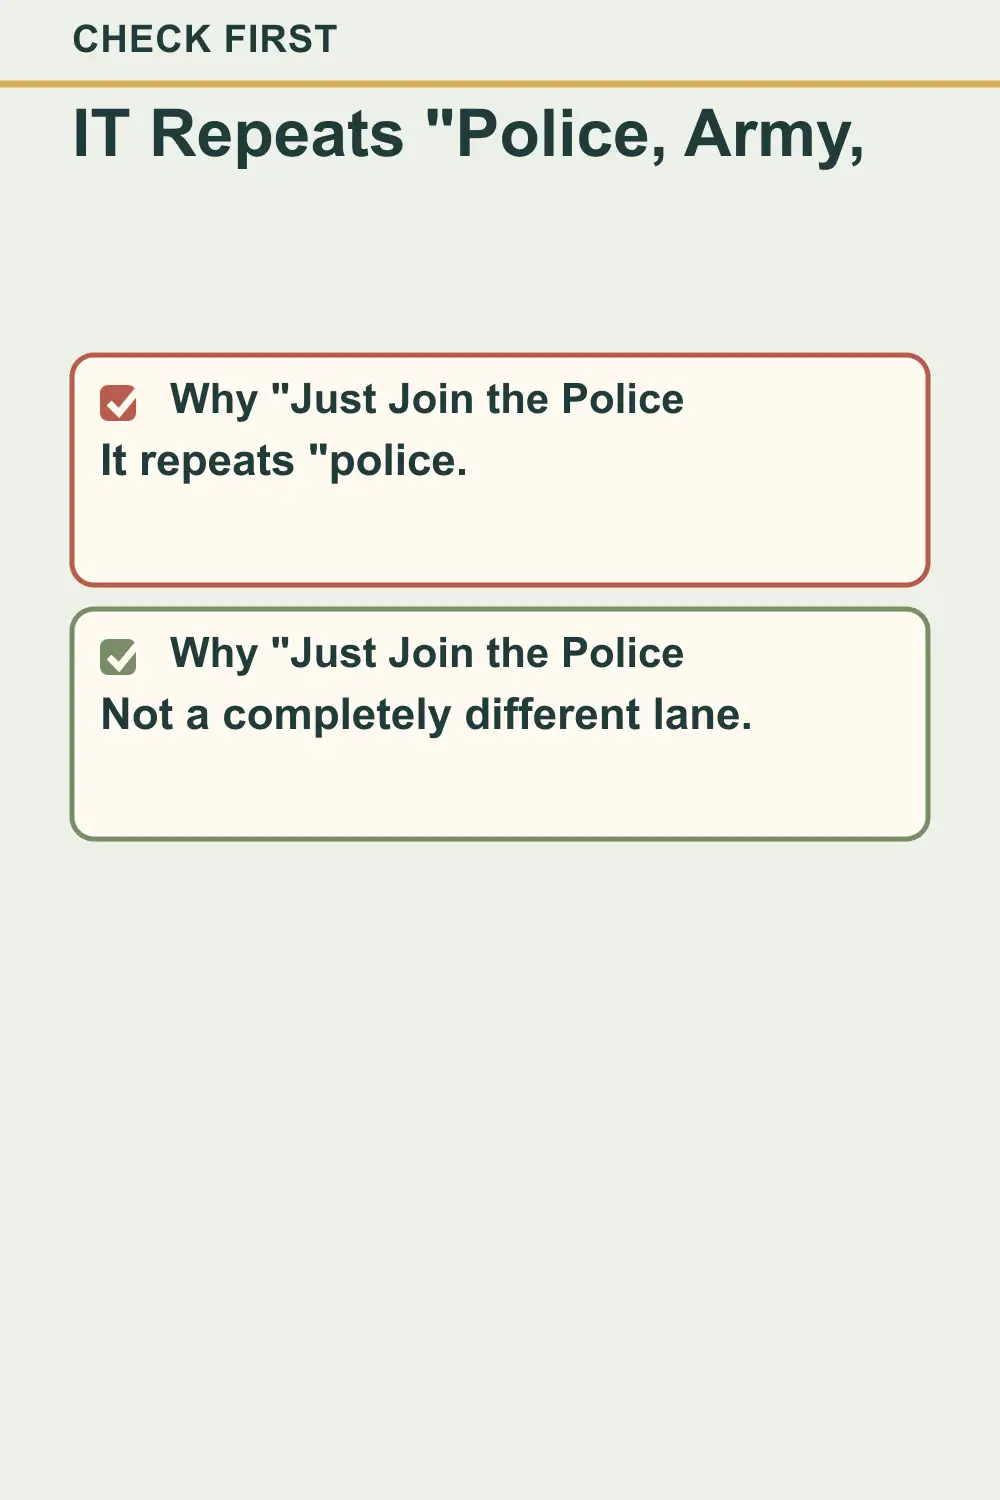 CHECK FIRST
IT Repeats "Police, Army,
Why "Just Join the Police
It repeats "police.
Why "Just Join the Police
Not a completely different lane.